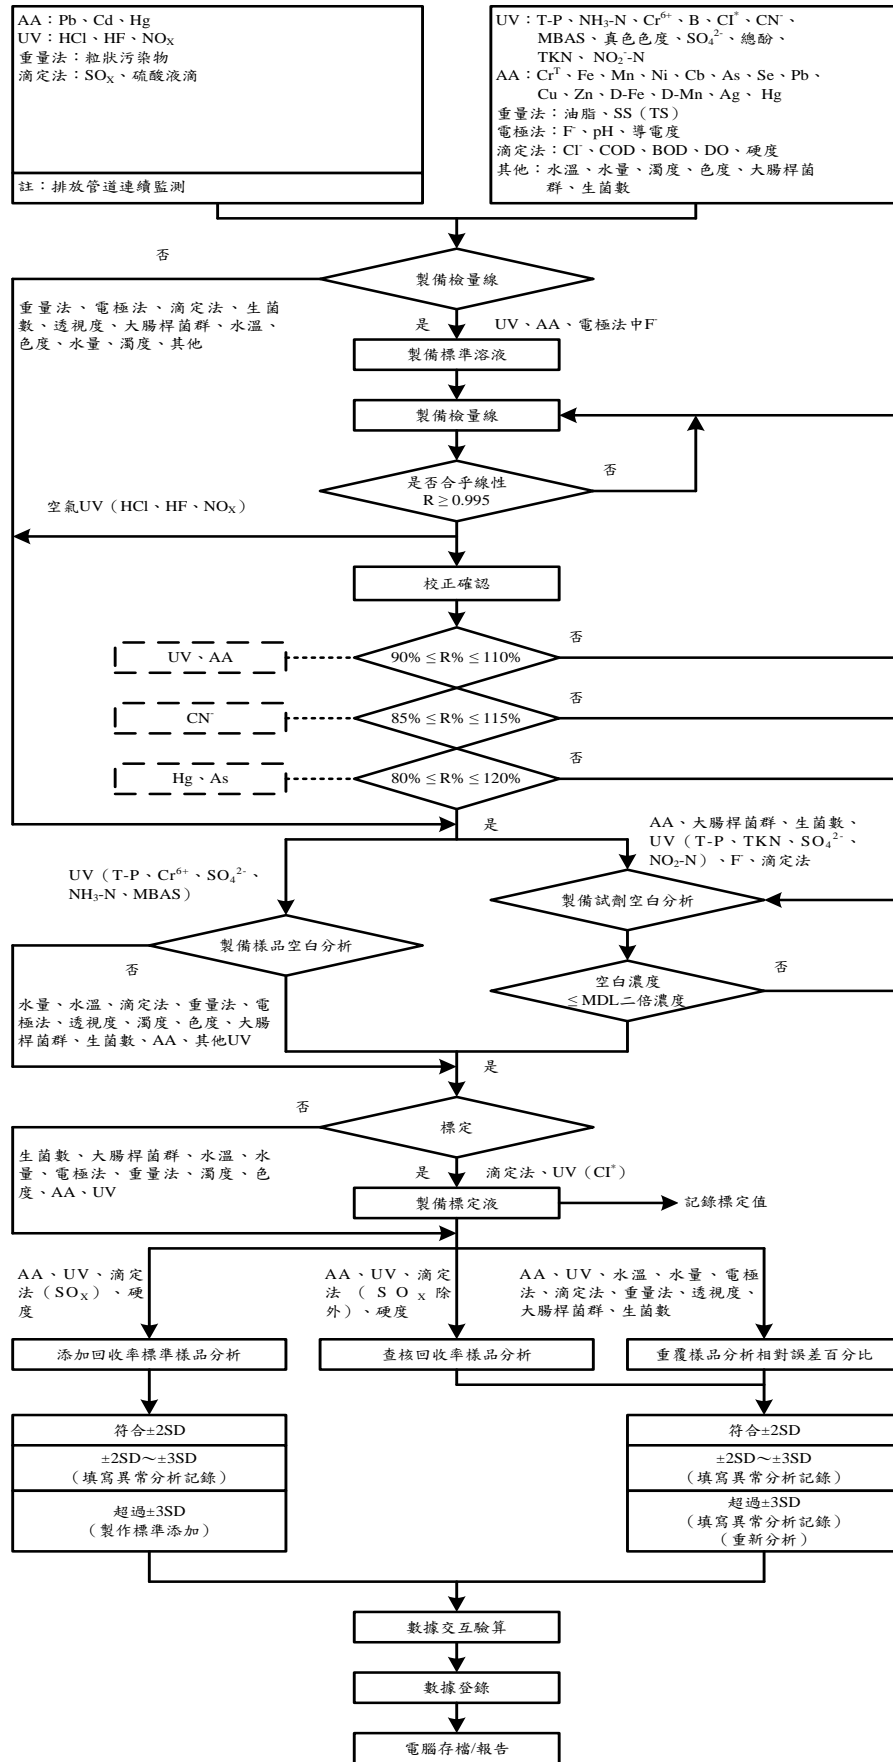 AA：Pb、Cd、Hg
UV：HCl、HF、NOX
重量法：粒狀污染物
滴定法：SOX、硫酸液滴
註：排放管道連續監測
UV：T-P、NH3-N、Cr6+、B、CI*、CN-、
MBAS、真色色度、SO42-、總酚、
TKN、NO2--N
AA：CrT、Fe、Mn、Ni、Cb、As、Se、Pb、
Cu、Zn、D-Fe、D-Mn、Ag、Hg
重量法：油脂、SS（TS）
電極法：F-、pH、導電度
滴定法：Cl-、COD、BOD、DO、硬度
其他：水溫、水量、濁度、色度、大腸桿菌
群、生菌數
否
製備檢量線
重量法、電極法、滴定法、生菌
數、透視度、大腸桿菌群、水溫、
色度、水量、濁度、其他
是
UV、AA、電極法中F-
製備標準溶液
製備檢量線
是否合乎線性
R ≥ 0.995
否
空氣UV（HCl、HF、NOX）
校正確認
UV、AA
90% ≤ R% ≤ 110%
否
CN-
85% ≤ R% ≤ 115%
否
Hg、As
80% ≤ R% ≤ 120%
否
是
AA、大腸桿菌群、生菌數、
UV（T-P、TKN、SO42-、
NO2-N）、F-、滴定法
UV（T-P、Cr6+、SO42-、
NH3-N、MBAS）
製備試劑空白分析
製備樣品空白分析
否
空白濃度
≤MDL二倍濃度
否
水量、水溫、滴定法、重量法、電
極法、透視度、濁度、色度、大腸
桿菌群、生菌數、AA、其他UV
是
否
標定
生菌數、大腸桿菌群、水溫、水
量、電極法、重量法、濁度、色
度、AA、UV
是
滴定法、UV（CI*）
製備標定液
記錄標定值
AA、UV、滴定
法（SOX）、硬
度
AA、UV、滴定
法（SOX除
外）、硬度
AA、UV、水溫、水量、電極
法、滴定法、重量法、透視度、
大腸桿菌群、生菌數
添加回收率標準樣品分析
查核回收率樣品分析
重覆樣品分析相對誤差百分比
符合±2SD
±2SD～±3SD
（填寫異常分析記錄）
超過±3SD
（製作標準添加）
符合±2SD
±2SD～±3SD
（填寫異常分析記錄）
超過±3SD
（填寫異常分析記錄）
（重新分析）
數據交互驗算
數據登錄
電腦存檔/報告